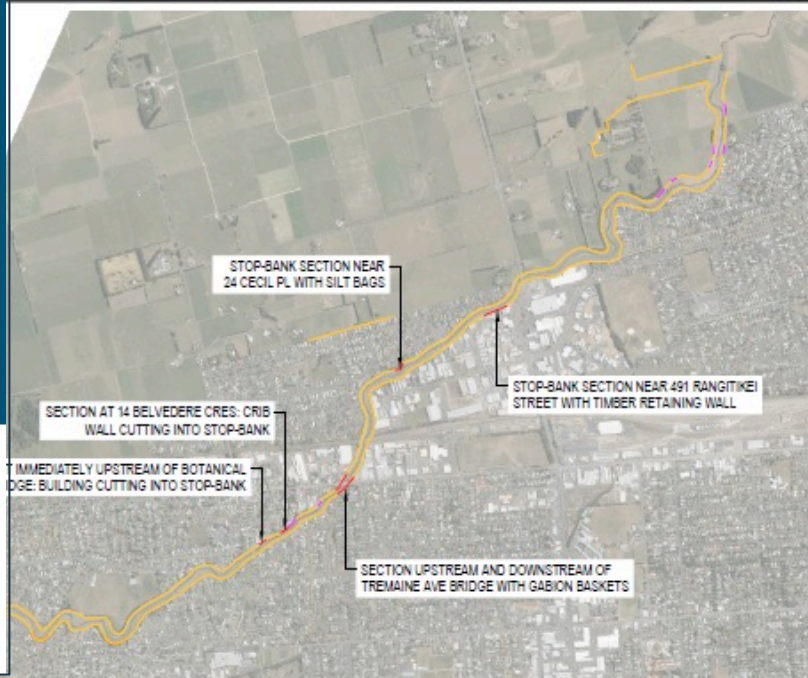 STOP-BANK SECTION NEAR
24 CECIL PL WITH SILT BAGS
STOP-BANK SECTION NEAR 491 RANGITIKEI
STREET WITH TIMBER RETAINING WALL
SECTION AT 14 BELVEDERE CRES: CRIB
WALL CUTTING INTO STOP-BANK
T IMMEDIATELY UPSTREAM OF BOTANICAL
DGE: BUILDING CUTTING INTO STOP-BANK
SECTION UPSTREAM AND DOWNSTREAM OF
TREMAINE AVE BRIDGE WITH GABION BASKETS